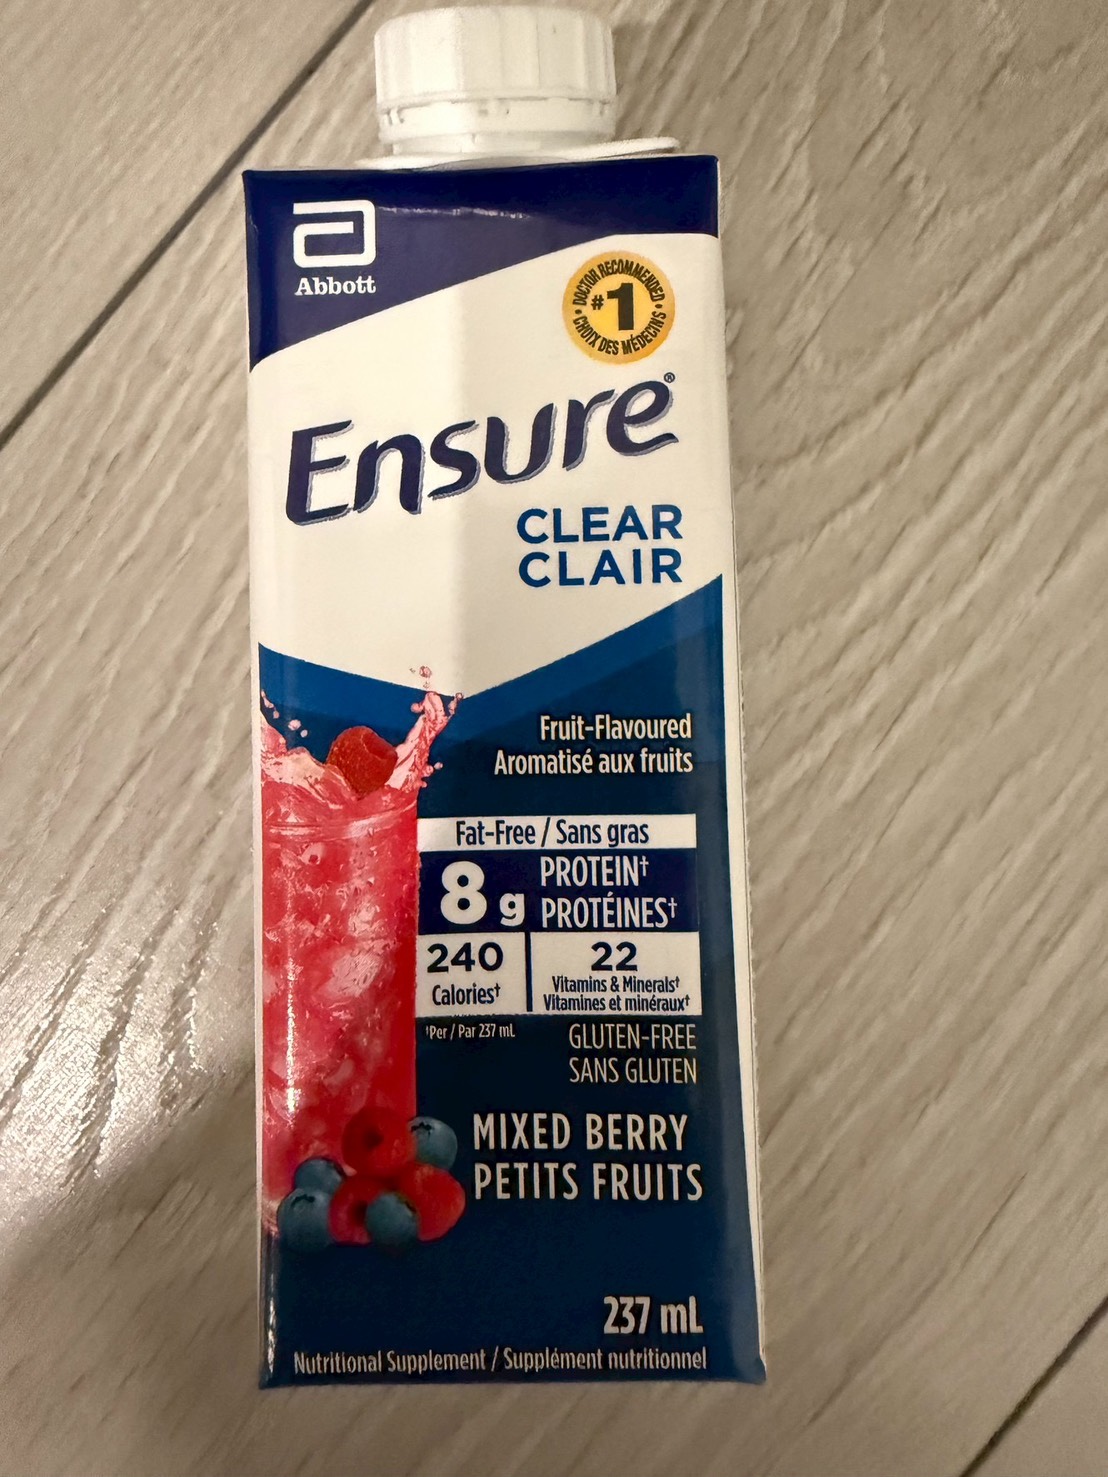 Abbott
DOCTOR RECOMMENDED
#1
CHOIX DES MÉDECINS
Ensure®
CLEAR
CLAIR
Fruit-Flavoured
Aromatisé aux fruits
Fat-Free / Sans gras
8 g PROTEIN†
PROTÉINES†
240
Calories†
22
Vitamins & Minerals†
Vitamines et minéraux†
†Per / Par 237 mL
GLUTEN-FREE
SANS GLUTEN
MIXED BERRY
PETITS FRUITS
237 mL
Nutritional Supplement / Supplément nutritionnel